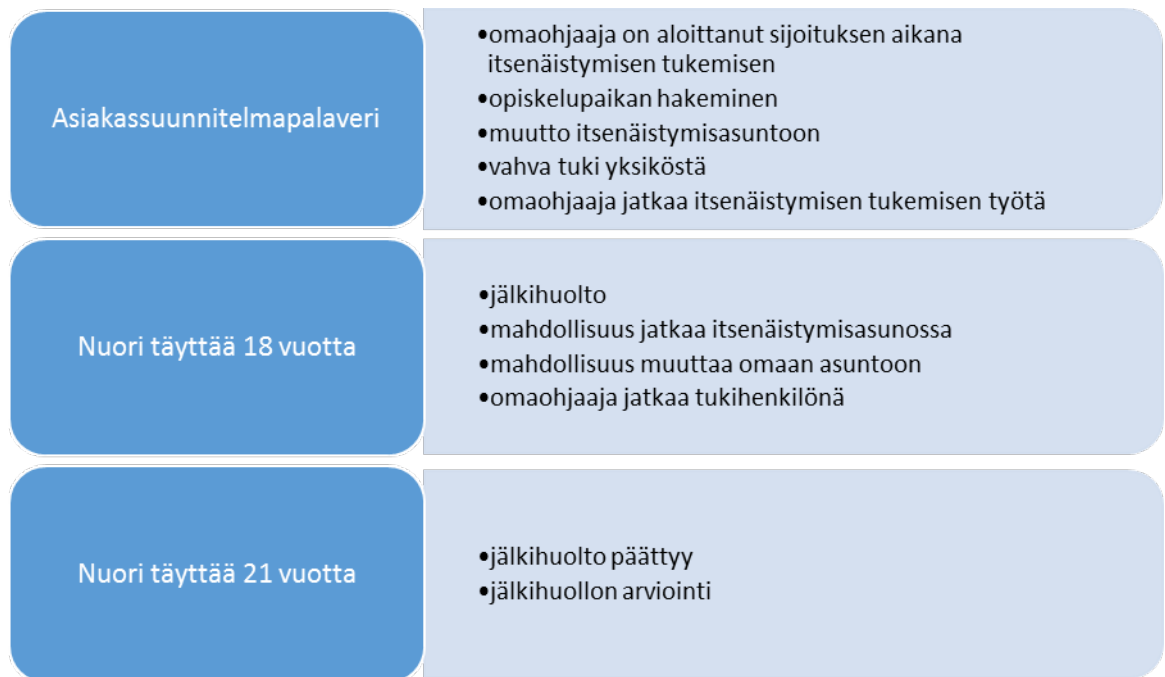 Asiakassuunnitelmapalaveri
•omaohjaaja on aloittanut sijoituksen aikana
itsenäistymisen tukemisen
•opiskelupaikan hakeminen
•muutto itsenäistymisasuntoon
•vahva tuki yksiköstä
•omaohjaaja jatkaa itsenäistymisen tukemisen työtä
Nuori täyttää 18 vuotta
•jälkihuolto
•mahdollisuus jatkaa itsenäistymisasunossa
•mahdollisuus muuttaa omaan asuntoon
•omaohjaaja jatkaa tukihenkilönä
Nuori täyttää 21 vuotta
•jälkihuolto päättyy
•jälkihuollon arviointi